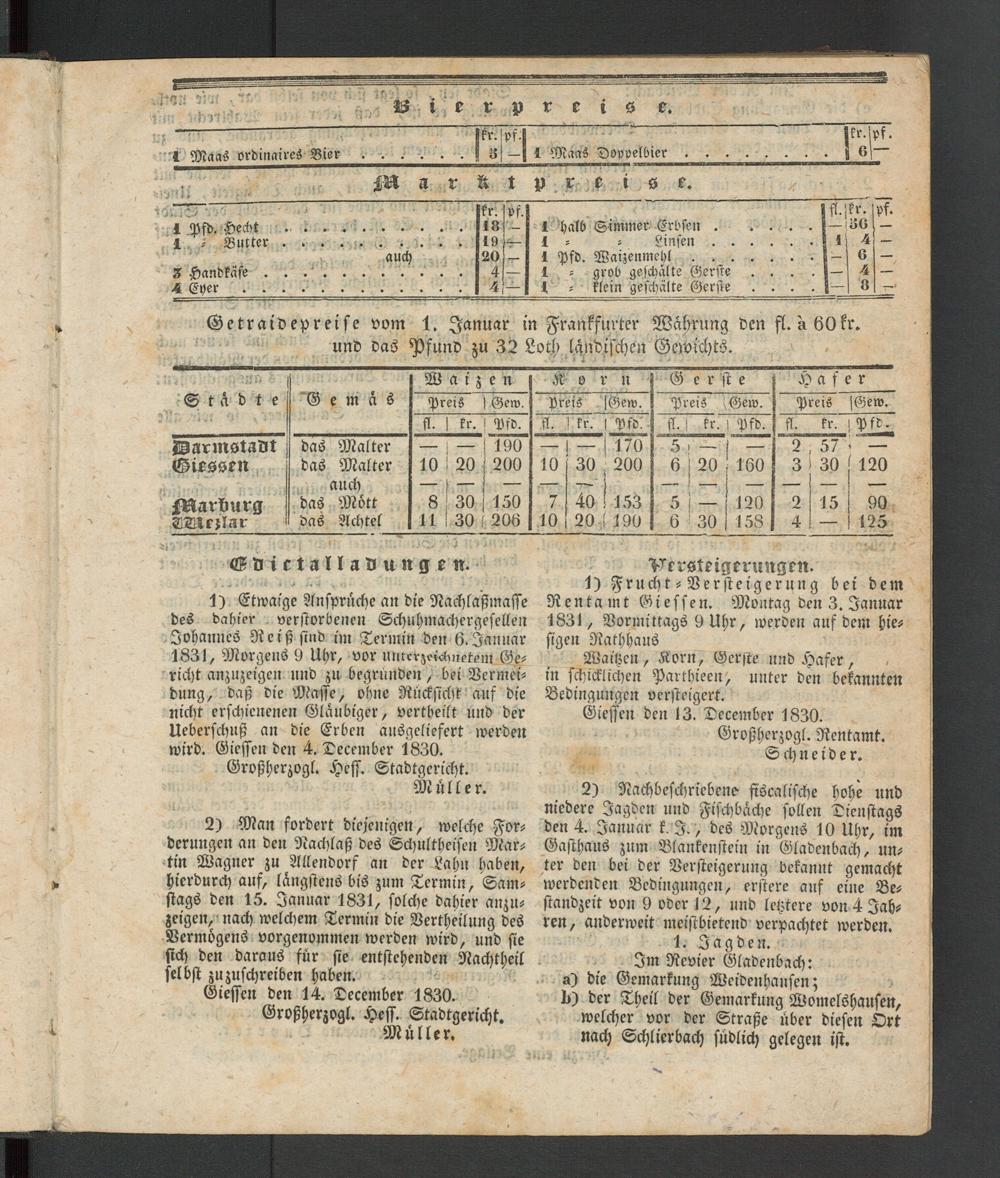 Bierpreise.
kr. pf. kr. pf.
1 Maas ordinaires Bier . . . . . . 5 — 1 Maas Doppelbier . . . . . . . . 6 —
Marktpreise.
kr. pf. fl. kr. pf.
1 Pfd. Hecht . . . . . . . . . 18 — 1 halb Simmer Erbsen . . . . . — 56 —
1 ⸗ Butter . . . . . . . . . 19 — 1 ⸗ ⸗ Linsen . . . . . . 1 4 —
auch 20 — 1 Pfd. Waizenmehl . . . . . . . — 6 —
3 Handkäse . . . . . . . . . 4 — 1 ⸗ grob geschälte Gerste . . . . — 4 —
4 Eyer . . . . . . . . . . 4 — 1 ⸗ klein geschälte Gerste . . . . — 8 —
Getraidepreise vom 1. Januar in Frankfurter Währung den fl. à 60 kr.
und das Pfund zu 32 Loth ländischen Gewichts.
Städte Gemäs Waizen Korn Gerste Hafer
Preis Gew. Preis Gew. Preis Gew. Preis Gew.
fl. kr. Pfd. fl. kr. Pfd. fl. kr. Pfd. fl. kr. Pfd.
Darmstadt das Malter — — 190 — — 170 5 — — 2 57 —
Giessen das Malter 10 20 200 10 30 200 6 20 160 3 30 120
auch — — — — — — — — — — — —
Marburg das Mött 8 30 150 7 40 153 5 — 120 2 15 90
Wezlar das Achtel 11 30 206 10 20 190 6 30 158 4 — 125
Edictalladungen.
1) Etwaige Ansprüche an die Nachlaßmasse
des dahier verstorbenen Schuhmachergesellen
Johannes Reiß sind im Termin den 6. Januar
1831, Morgens 9 Uhr, vor unterzeichnetem Ge⸗
richt anzuzeigen und zu begründen, bei Vermei⸗
dung, daß die Masse, ohne Rücksicht auf die
nicht erschienenen Gläubiger, vertheilt und der
Ueberschuß an die Erben ausgeliefert werden
wird. Giessen den 4. December 1830.
Großherzogl. Hess. Stadtgericht.
Müller.
2) Man fordert diejenigen, welche For⸗
derungen an den Nachlaß des Schultheisen Mar⸗
tin Wagner zu Allendorf an der Lahn haben,
hierdurch auf, längstens bis zum Termin, Sam⸗
stags den 15. Januar 1831, solche dahier anzu⸗
zeigen, nach welchem Termin die Vertheilung des
Vermögens vorgenommen werden wird, und sie
sich den daraus für sie entstehenden Nachtheil
selbst zuzuschreiben haben.
Giessen den 14. December 1830.
Großherzogl. Hess. Stadtgericht.
Müller.
Versteigerungen.
1) Frucht⸗Versteigerung bei dem
Rentamt Giessen. Montag den 3. Januar
1831, Vormittags 9 Uhr, werden auf dem hie⸗
sigen Rathhaus
Waitzen, Korn, Gerste und Hafer,
in schicklichen Parthieen, unter den bekannten
Bedingungen versteigert.
Giessen den 13. December 1830.
Großherzogl. Rentamt.
Schneider.
2) Nachbeschriebene fiscalische hohe und
niedere Jagden und Fischbäche sollen Dienstags
den 4. Januar k. J., des Morgens 10 Uhr, im
Gasthaus zum Blankenstein in Gladenbach, un⸗
ter den bei der Versteigerung bekannt gemacht
werdenden Bedingungen, erstere auf eine Be⸗
standzeit von 9 oder 12, und letztere von 4 Jah⸗
ren, anderweit meistbietend verpachtet werden.
1. Jagden.
Im Revier Gladenbach:
a) die Gemarkung Weidenhausen;
b) der Theil der Gemarkung Womelshausen,
welcher vor der Straße über diesen Ort
nach Schlierbach südlich gelegen ist.